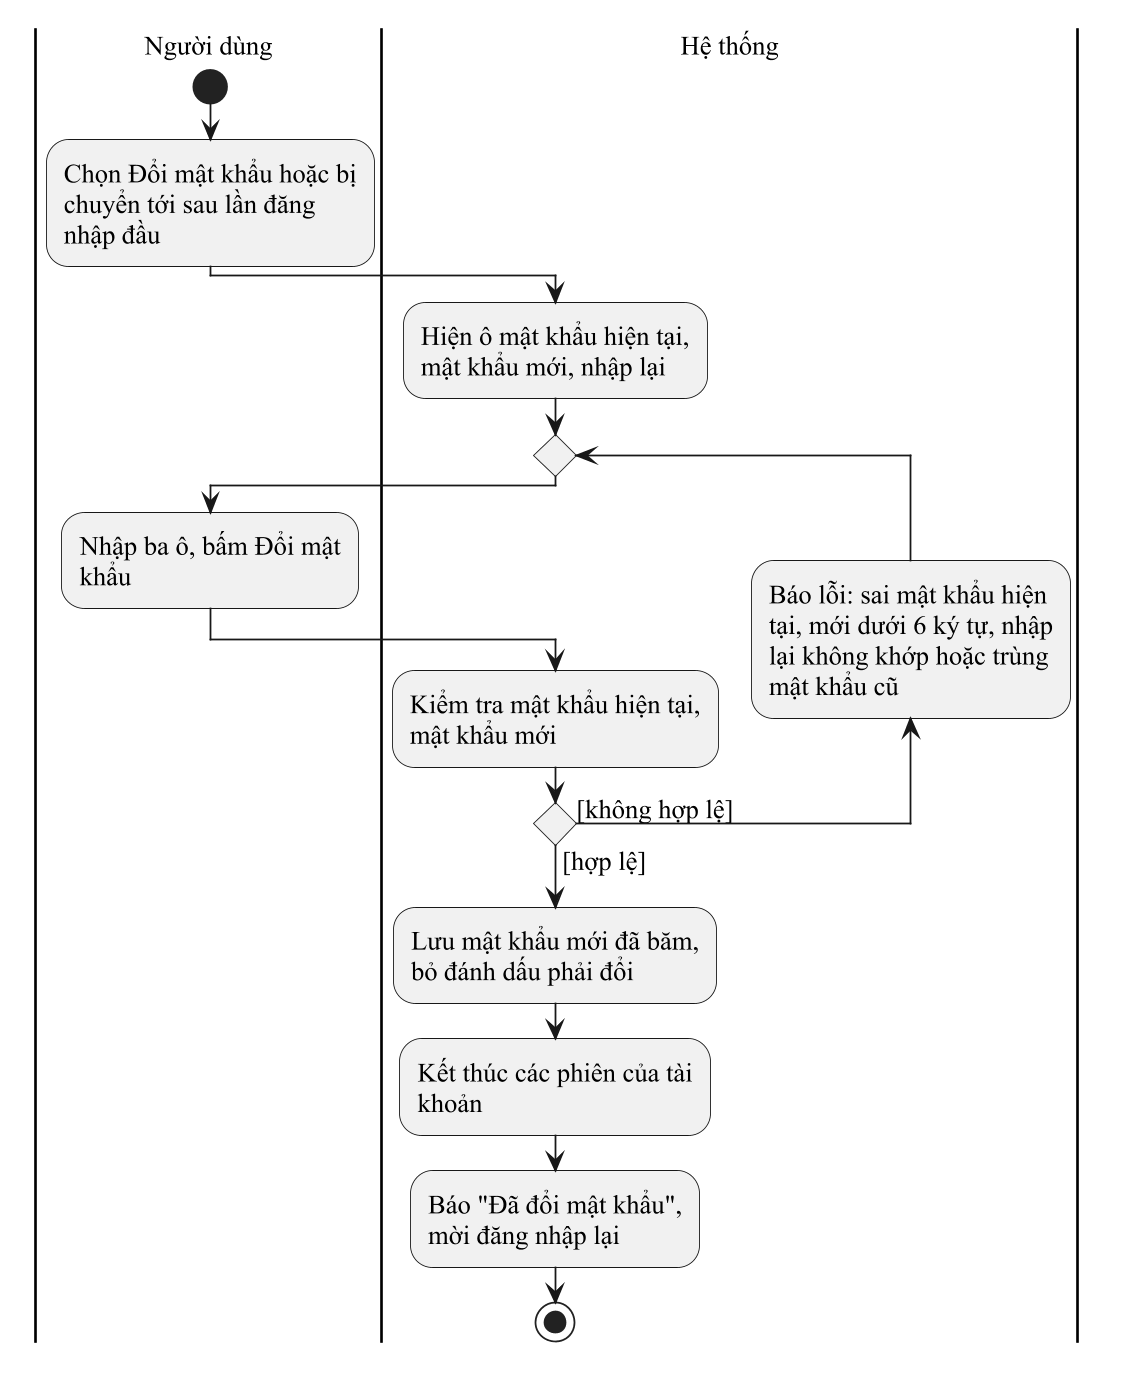 Người dùng
Hệ thống
Chọn Đổi mật khẩu hoặc bị
chuyển tới sau lần đăng
nhập đầu
Hiện ô mật khẩu hiện tại,
mật khẩu mới, nhập lại
Nhập ba ô, bấm Đổi mật
khẩu
Báo lỗi: sai mật khẩu hiện
tại, mới dưới 6 ký tự, nhập
lại không khớp hoặc trùng
mật khẩu cũ
Kiểm tra mật khẩu hiện tại,
mật khẩu mới
[không hợp lệ]
[hợp lệ]
Lưu mật khẩu mới đã băm,
bỏ đánh dấu phải đổi
Kết thúc các phiên của tài
khoản
Báo "Đã đổi mật khẩu",
mời đăng nhập lại